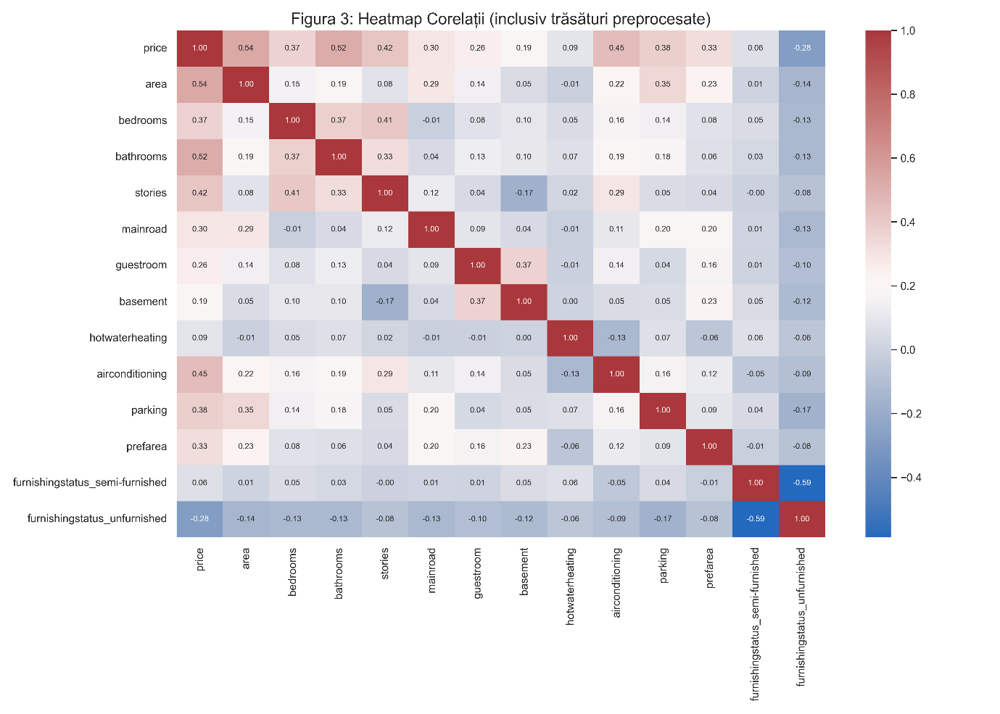 Figura 3: Heatmap Corelații (inclusiv trăsături preprocesate)
price 1.00 0.54 0.37 0.52 0.42 0.30 0.26 0.19 0.09 0.45 0.38 0.33 0.06 -0.28
area 0.54 1.00 0.15 0.19 0.08 0.29 0.14 0.05 -0.01 0.22 0.35 0.23 0.01 -0.14
bedrooms 0.37 0.15 1.00 0.37 0.41 -0.01 0.08 0.10 0.05 0.16 0.14 0.08 0.05 -0.13
bathrooms 0.52 0.19 0.37 1.00 0.33 0.04 0.13 0.10 0.07 0.19 0.18 0.06 0.03 -0.13
stories 0.42 0.08 0.41 0.33 1.00 0.12 0.04 -0.17 0.02 0.29 0.05 0.04 -0.00 -0.08
mainroad 0.30 0.29 -0.01 0.04 0.12 1.00 0.09 0.04 -0.01 0.11 0.20 0.20 0.01 -0.13
guestroom 0.26 0.14 0.08 0.13 0.04 0.09 1.00 0.37 -0.01 0.14 0.04 0.16 0.01 -0.10
basement 0.19 0.05 0.10 0.10 -0.17 0.04 0.37 1.00 0.00 0.05 0.05 0.23 0.05 -0.12
hotwaterheating 0.09 -0.01 0.05 0.07 0.02 -0.01 -0.01 0.00 1.00 -0.13 0.07 -0.06 0.06 -0.06
airconditioning 0.45 0.22 0.16 0.19 0.29 0.11 0.14 0.05 -0.13 1.00 0.16 0.12 -0.05 -0.09
parking 0.38 0.35 0.14 0.18 0.05 0.20 0.04 0.05 0.07 0.16 1.00 0.09 0.04 -0.17
prefarea 0.33 0.23 0.08 0.06 0.04 0.20 0.16 0.23 -0.06 0.12 0.09 1.00 -0.01 -0.08
furnishingstatus_semi-furnished 0.06 0.01 0.05 0.03 -0.00 0.01 0.01 0.05 0.06 -0.05 0.04 -0.01 1.00 -0.59
furnishingstatus_unfurnished -0.28 -0.14 -0.13 -0.13 -0.08 -0.13 -0.10 -0.12 -0.06 -0.09 -0.17 -0.08 -0.59 1.00
price
area
bedrooms
bathrooms
stories
mainroad
guestroom
basement
hotwaterheating
airconditioning
parking
prefarea
furnishingstatus_semi-furnished
furnishingstatus_unfurnished
1.0
0.8
0.6
0.4
0.2
0.0
−0.2
−0.4